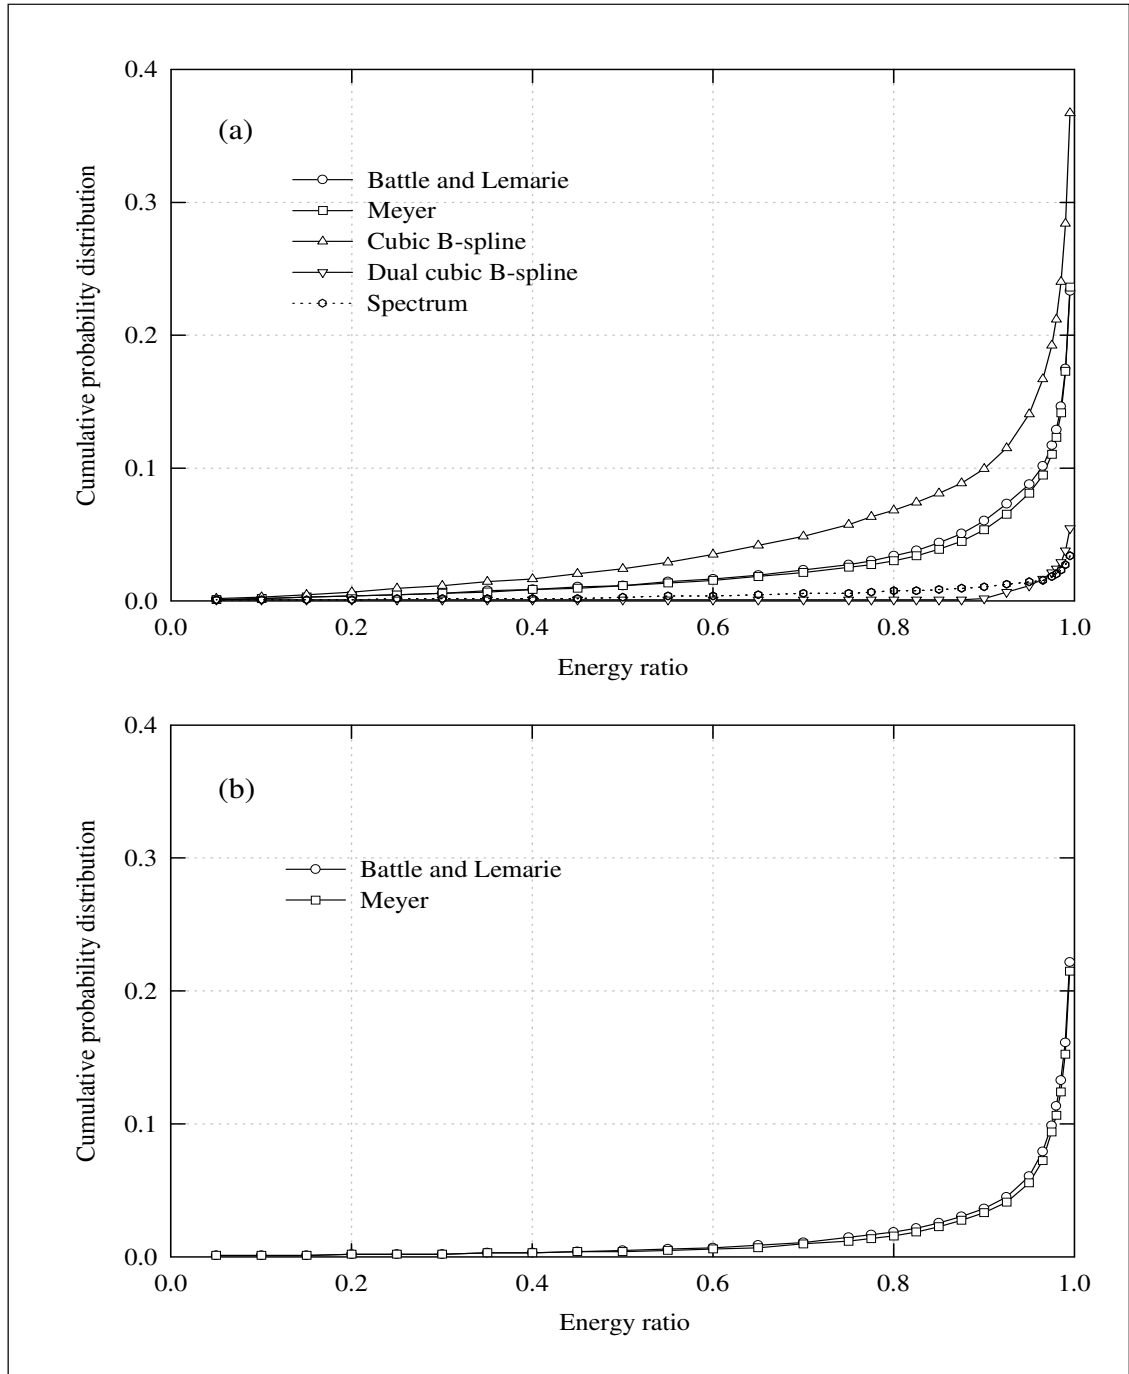 0.4
(a)
Battle and Lemarie
Meyer
Cubic B-spline
Dual cubic B-spline
Spectrum
0.3
0.2
0.1
0.0
Cumulative probability distribution
0.0 0.2 0.4 0.6 0.8 1.0
Energy ratio
0.4
(b)
Battle and Lemarie
Meyer
0.3
0.2
0.1
0.0
Cumulative probability distribution
0.0 0.2 0.4 0.6 0.8 1.0
Energy ratio